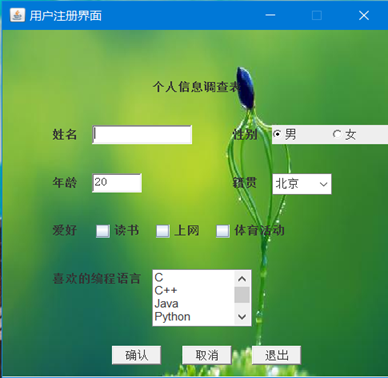 用户注册界面
个人信息调查表
姓名 性别 男 女
年龄 20 籍贯 北京
爱好 读书 上网 体育活动
喜欢的编程语言 C
C++
Java
Python
确认 取消 退出